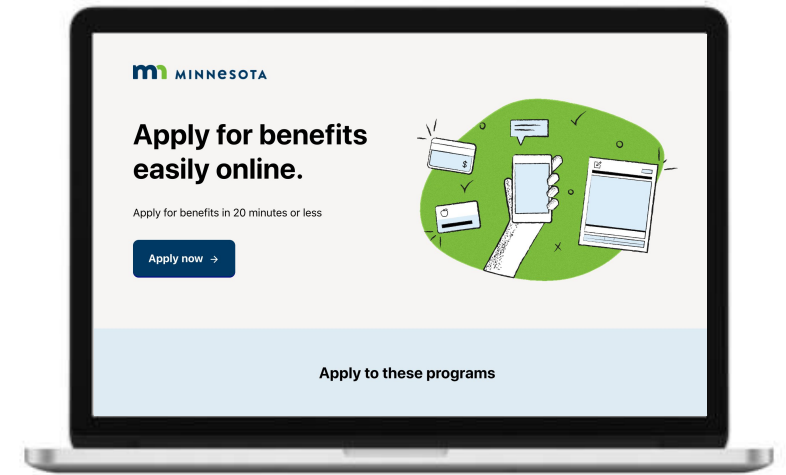 mn MINNESOTA
Apply for benefits
easily online.
Apply for benefits in 20 minutes or less
Apply now →
$
Apply to these programs